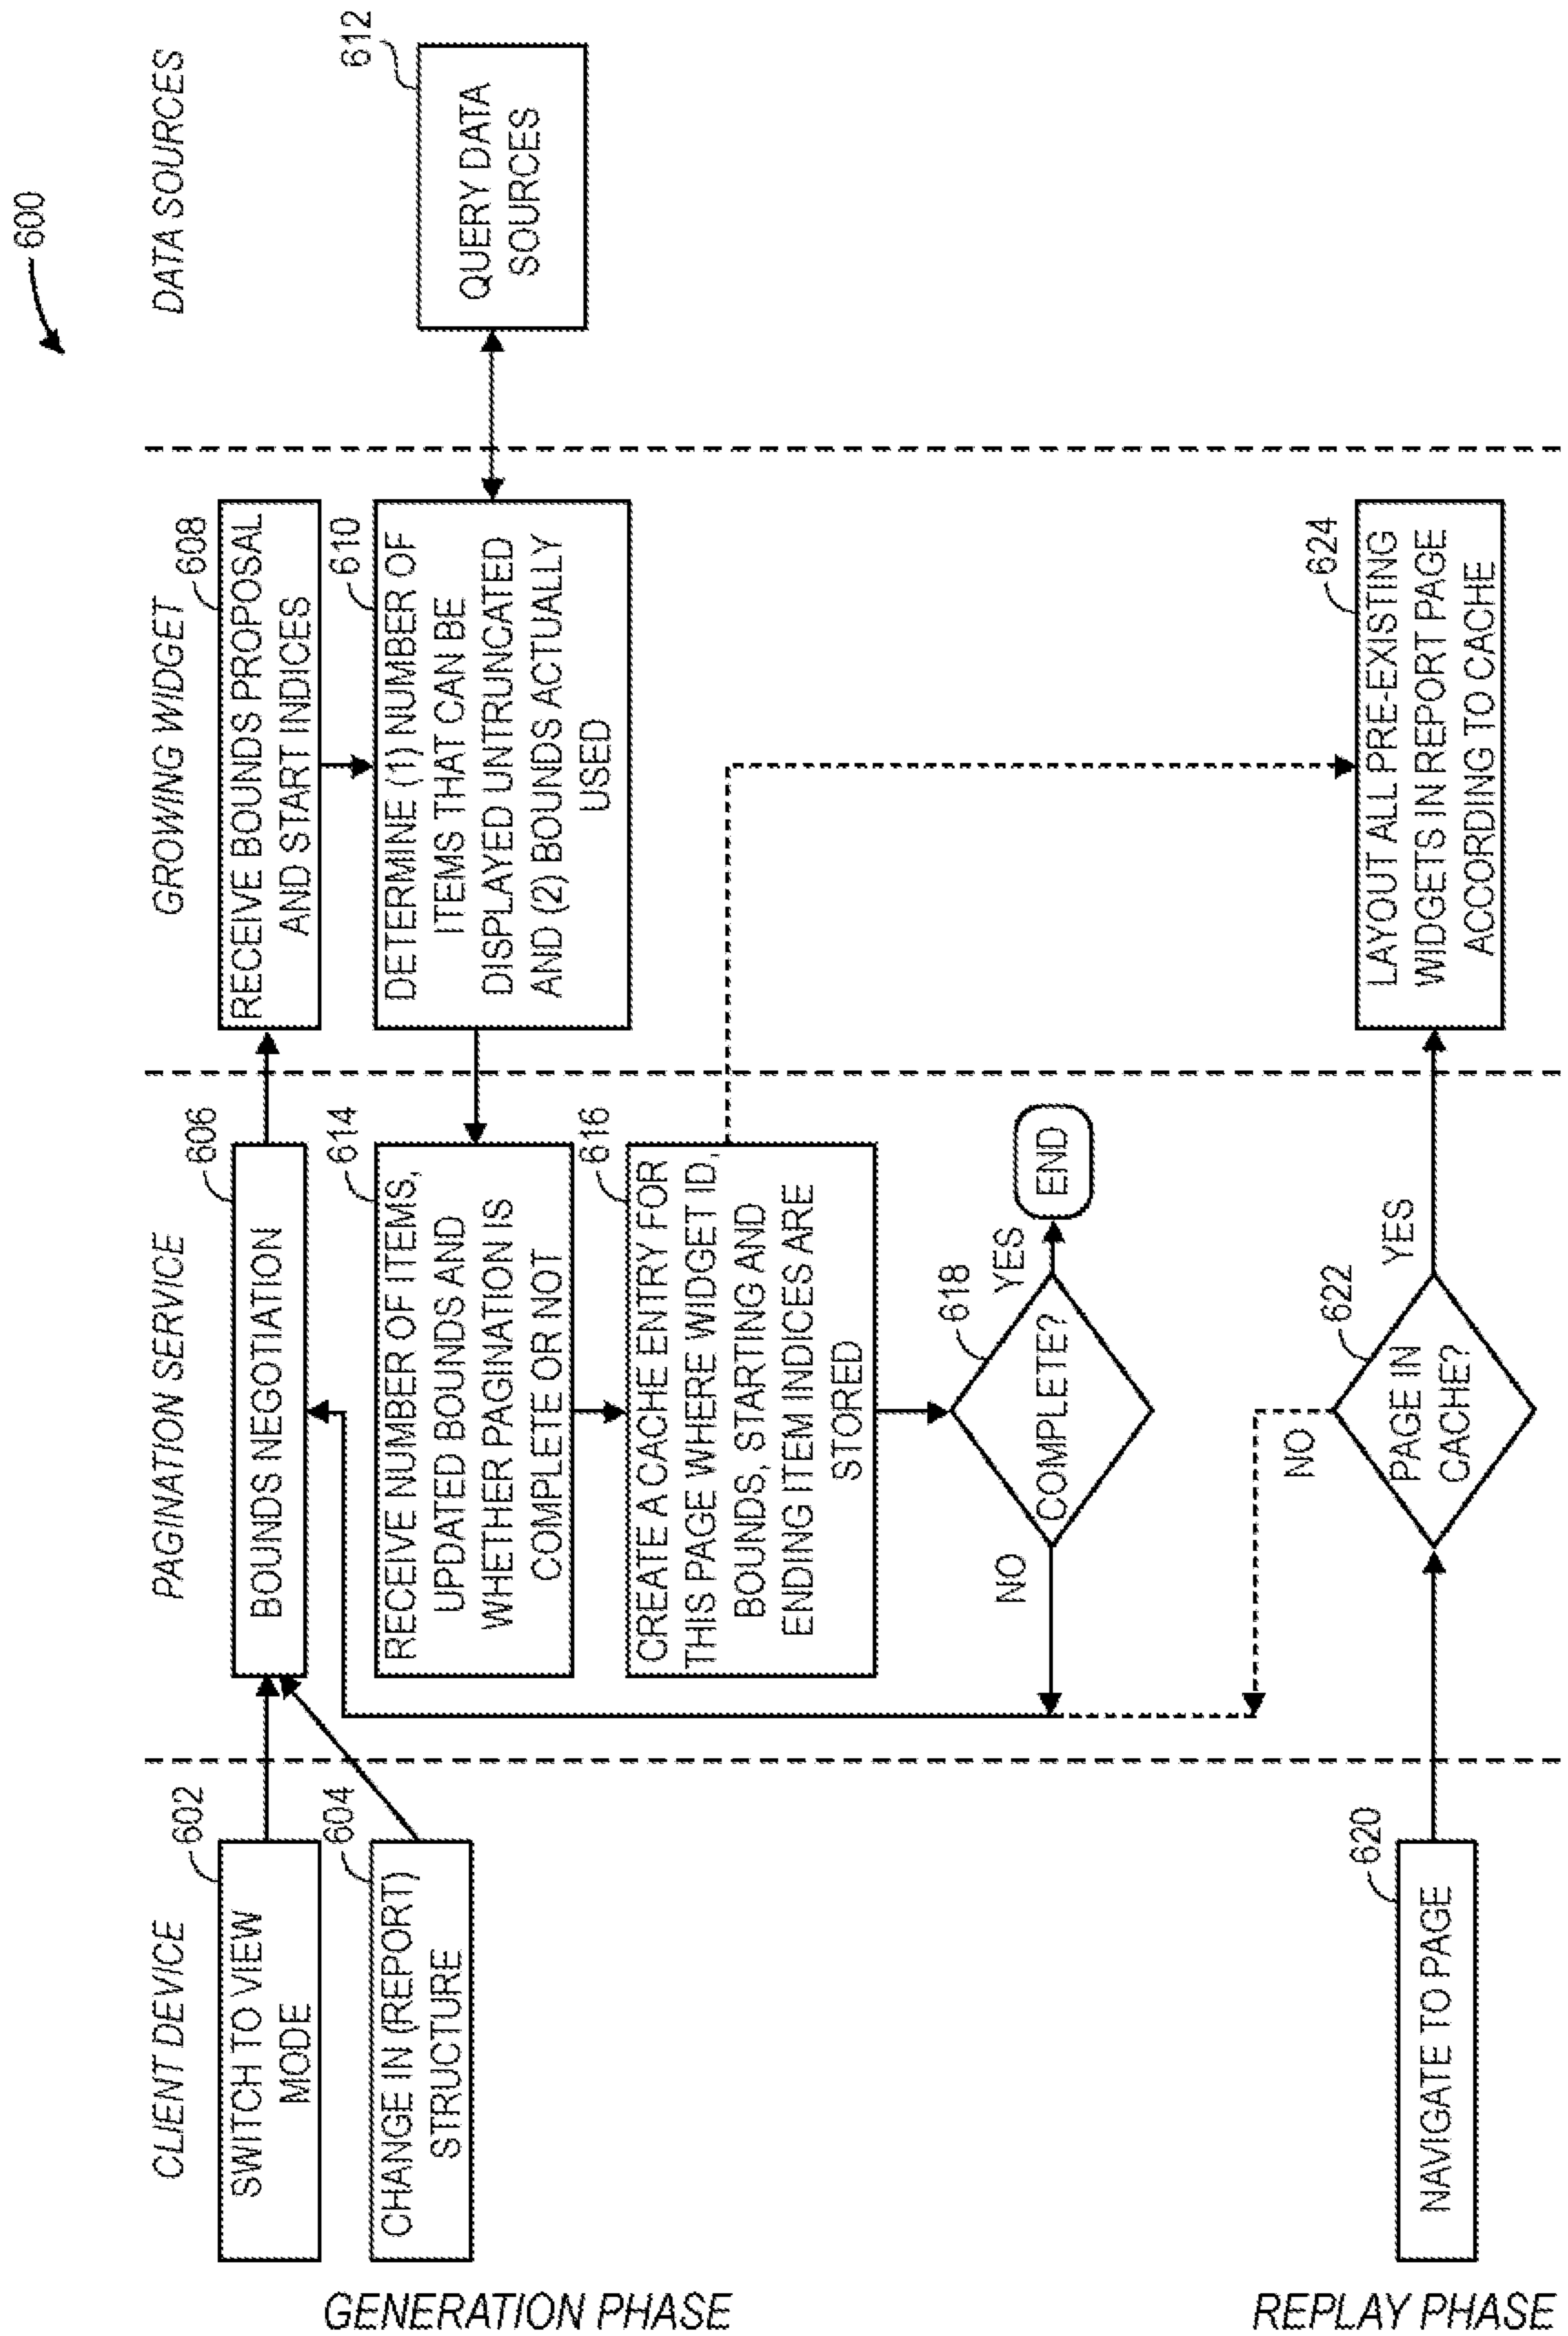 600
CLIENT DEVICE
PAGINATION SERVICE
GROWING WIDGET
DATA SOURCES
GENERATION PHASE
602
SWITCH TO VIEW
MODE
604
CHANGE IN (REPORT)
STRUCTURE
606
BOUNDS NEGOTIATION
608
RECEIVE BOUNDS PROPOSAL
AND START INDICES
610
DETERMINE (1) NUMBER OF
ITEMS THAT CAN BE
DISPLAYED UNTRUNCATED
AND (2) BOUNDS ACTUALLY
USED
612
QUERY DATA
SOURCES
614
RECEIVE NUMBER OF ITEMS,
UPDATED BOUNDS AND
WHETHER PAGINATION IS
COMPLETE OR NOT
616
CREATE A CACHE ENTRY FOR
THIS PAGE WHERE WIDGET ID,
BOUNDS, STARTING AND
ENDING ITEM INDICES ARE
STORED
618
COMPLETE?
NO
YES
END
REPLAY PHASE
620
NAVIGATE TO PAGE
622
PAGE IN
CACHE?
NO
YES
624
LAYOUT ALL PRE-EXISTING
WIDGETS IN REPORT PAGE
ACCORDING TO CACHE